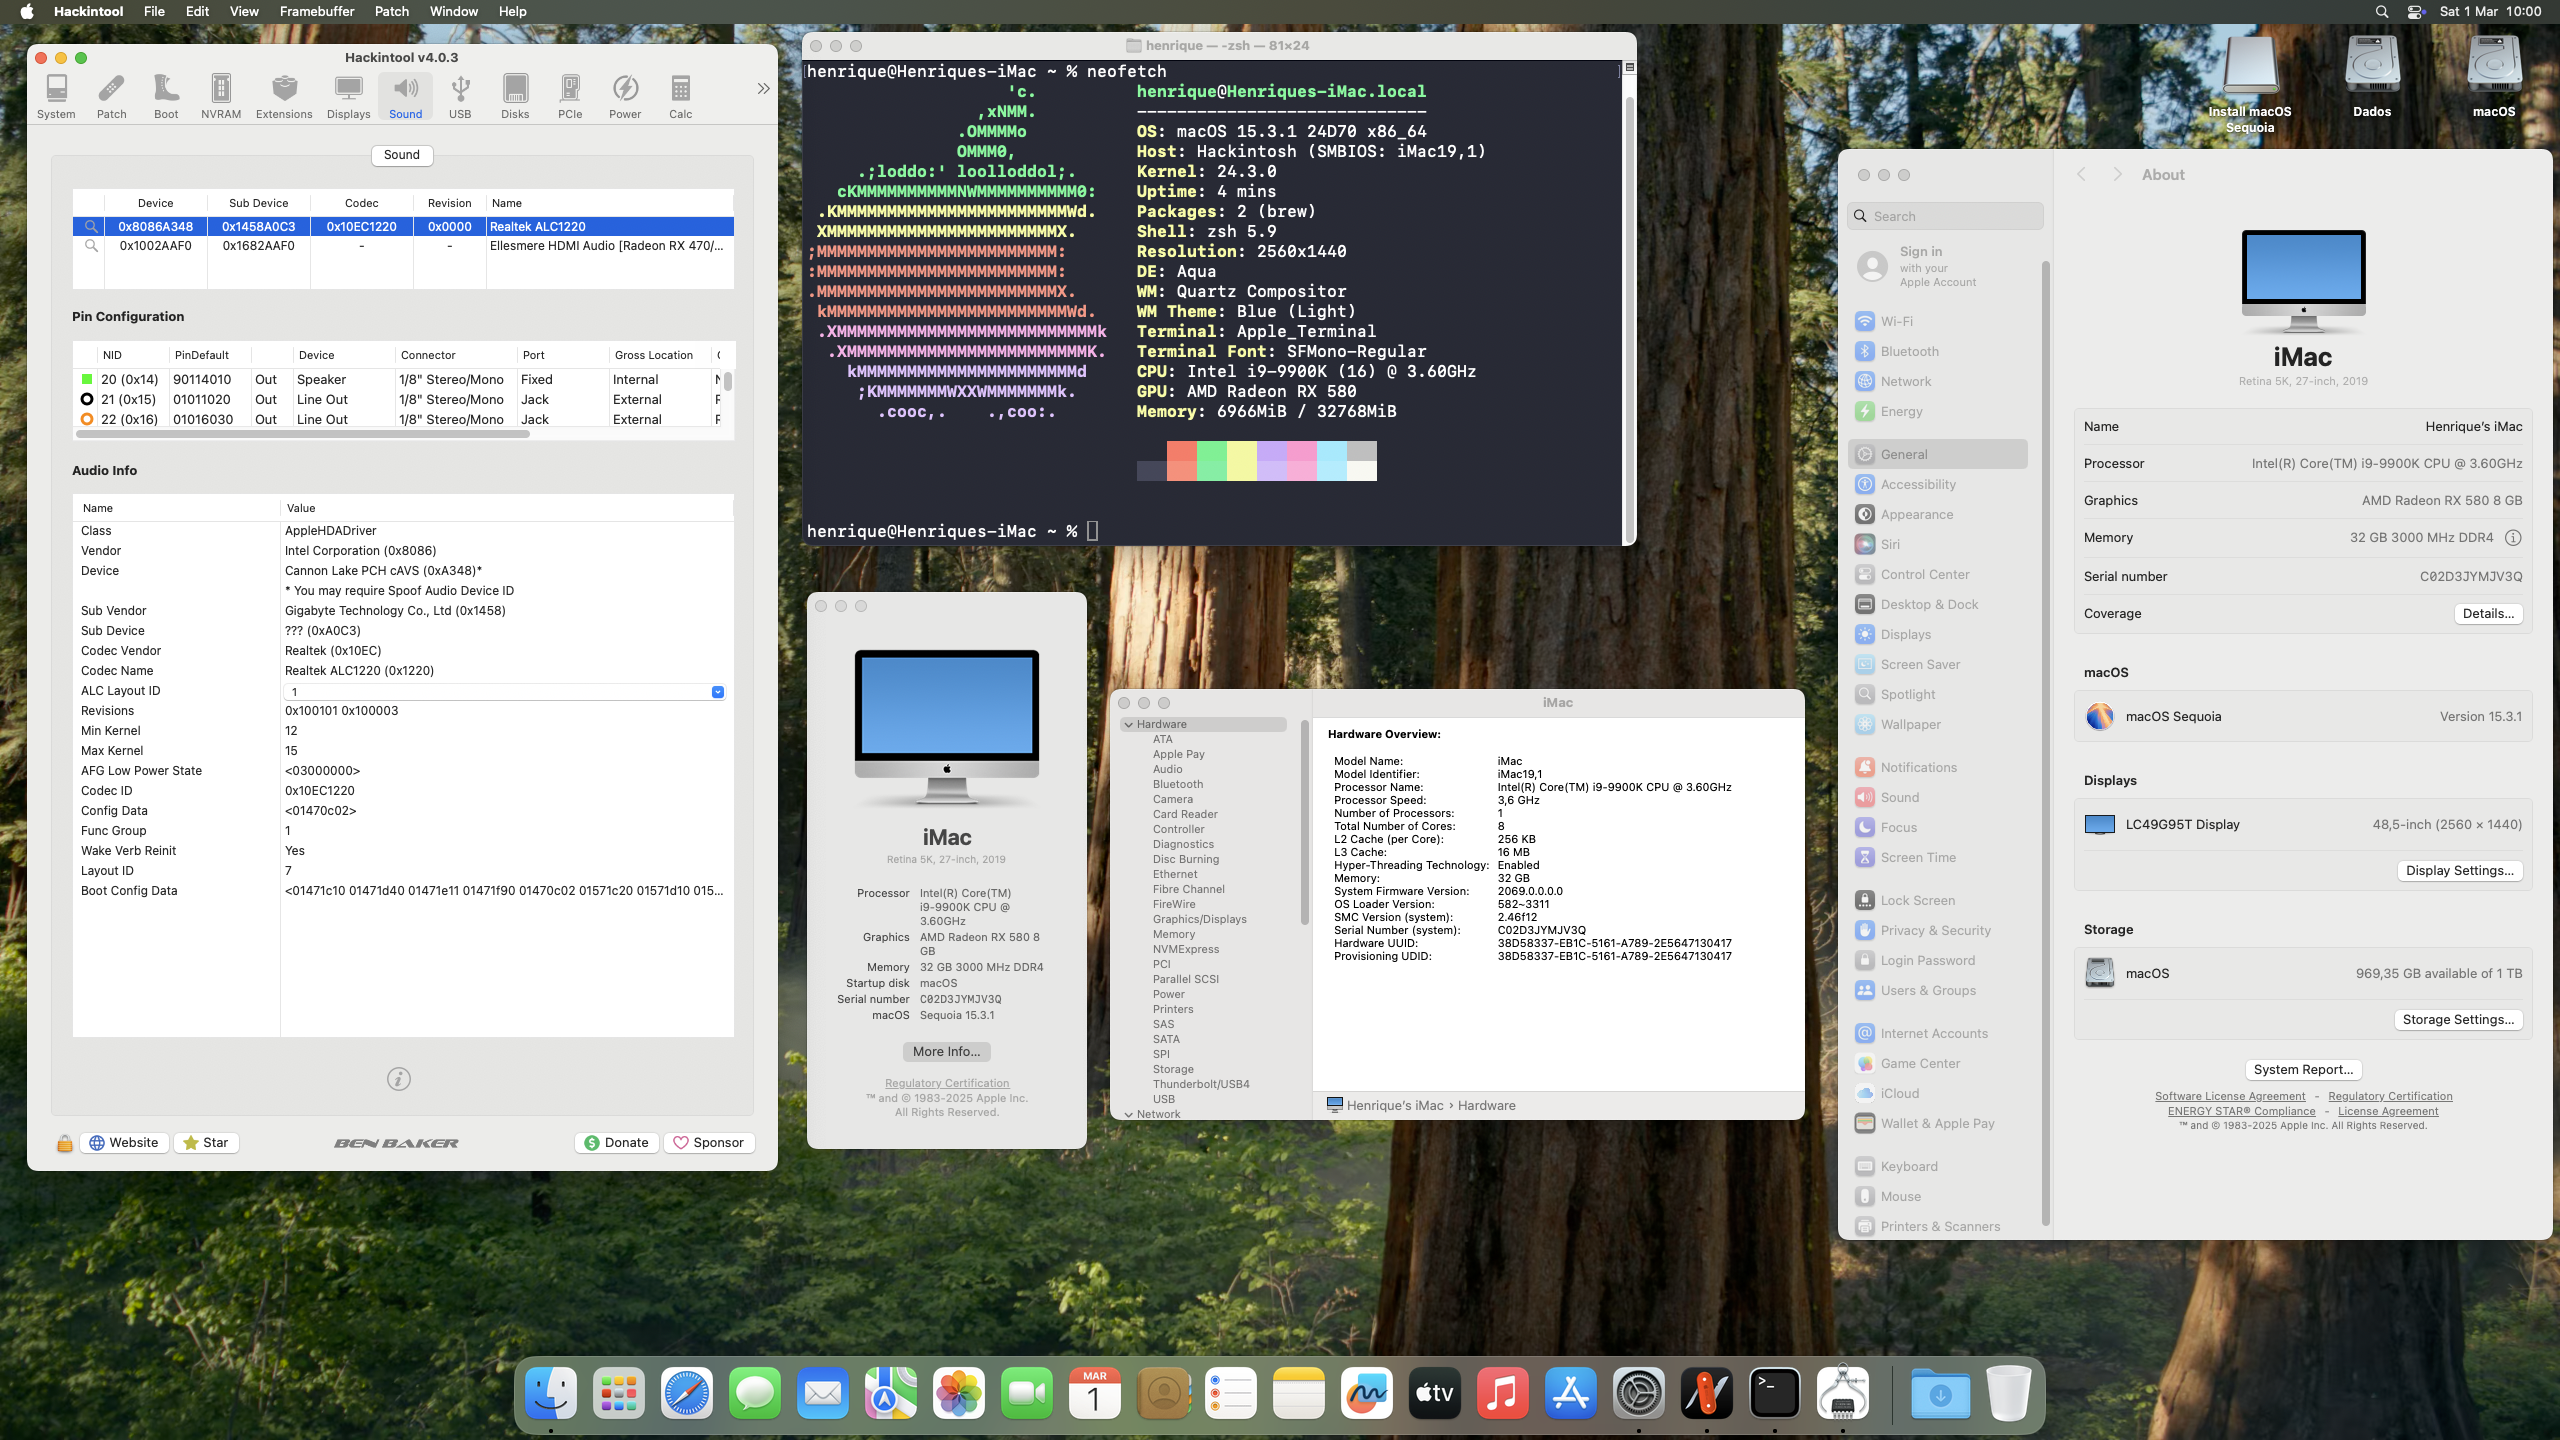 Hackintool File Edit View Framebuffer Patch Window Help
Sat 1 Mar 10:00
Hackintool v4.0.3
System Patch Boot NVRAM Extensions Displays Sound USB Disks PCIe Power Calc
Sound
Device Sub Device Codec Revision Name
0x8086A348 0x1458A0C3 0x10EC1220 0x0000 Realtek ALC1220
0x1002AAF0 0x1682AAF0 - - Ellesmere HDMI Audio [Radeon RX 470/...
Pin Configuration
NID PinDefault Device Connector Port Gross Location
20 (0x14) 90114010 Out Speaker 1/8" Stereo/Mono Fixed Internal
21 (0x15) 01011020 Out Line Out 1/8" Stereo/Mono Jack External
22 (0x16) 01016030 Out Line Out 1/8" Stereo/Mono Jack External
Audio Info
Name Value
Class AppleHDADriver
Vendor Intel Corporation (0x8086)
Device Cannon Lake PCH cAVS (0xA348)*
* You may require Spoof Audio Device ID
Sub Vendor Gigabyte Technology Co., Ltd (0x1458)
Sub Device ??? (0xA0C3)
Codec Vendor Realtek (0x10EC)
Codec Name Realtek ALC1220 (0x1220)
ALC Layout ID 1
Revisions 0x100101 0x100003
Min Kernel 12
Max Kernel 15
AFG Low Power State <03000000>
Codec ID 0x10EC1220
Config Data <01470c02>
Func Group 1
Wake Verb Reinit Yes
Layout ID 7
Boot Config Data <01471c10 01471d40 01471e11 01471f90 01470c02 01571c20 01571d10 015...
Website Star BEN BAKER Donate Sponsor
henrique — -zsh — 81×24
henrique@Henriques-iMac ~ % neofetch
'c. henrique@Henriques-iMac.local
,xNMM. -----------------------------
.OMMMMo OS: macOS 15.3.1 24D70 x86_64
OMMM0, Host: Hackintosh (SMBIOS: iMac19,1)
.;loddo:' loolloddol;. Kernel: 24.3.0
cKMMMMMMMMMMNWMMMMMMMMMM0: Uptime: 4 mins
.KMMMMMMMMMMMMMMMMMMMMMMMWd. Packages: 2 (brew)
XMMMMMMMMMMMMMMMMMMMMMMMX. Shell: zsh 5.9
;MMMMMMMMMMMMMMMMMMMMMMMM: Resolution: 2560x1440
:MMMMMMMMMMMMMMMMMMMMMMMM: DE: Aqua
.MMMMMMMMMMMMMMMMMMMMMMMMX. WM: Quartz Compositor
kMMMMMMMMMMMMMMMMMMMMMMMMWd. WM Theme: Blue (Light)
.XMMMMMMMMMMMMMMMMMMMMMMMMMMk Terminal: Apple_Terminal
.XMMMMMMMMMMMMMMMMMMMMMMMMK. Terminal Font: SFMono-Regular
kMMMMMMMMMMMMMMMMMMMMMMd CPU: Intel i9-9900K (16) @ 3.60GHz
;KMMMMMMMWXXWMMMMMMMk. GPU: AMD Radeon RX 580
.cooc,. .,coo:. Memory: 6966MiB / 32768MiB
henrique@Henriques-iMac ~ %
iMac
Retina 5K, 27-inch, 2019
Processor Intel(R) Core(TM)
i9-9900K CPU @
3.60GHz
Graphics AMD Radeon RX 580 8
GB
Memory 32 GB 3000 MHz DDR4
Startup disk macOS
Serial number C02D3JYMJV3Q
macOS Sequoia 15.3.1
More Info...
Regulatory Certification
™ and © 1983-2025 Apple Inc.
All Rights Reserved.
iMac
Hardware
ATA
Apple Pay
Audio
Bluetooth
Camera
Card Reader
Controller
Diagnostics
Disc Burning
Ethernet
Fibre Channel
FireWire
Graphics/Displays
Memory
NVMExpress
PCI
Parallel SCSI
Power
Printers
SAS
SATA
SPI
Storage
Thunderbolt/USB4
USB
Network
Hardware Overview:
Model Name: iMac
Model Identifier: iMac19,1
Processor Name: Intel(R) Core(TM) i9-9900K CPU @ 3.60GHz
Processor Speed: 3,6 GHz
Number of Processors: 1
Total Number of Cores: 8
L2 Cache (per Core): 256 KB
L3 Cache: 16 MB
Hyper-Threading Technology: Enabled
Memory: 32 GB
System Firmware Version: 2069.0.0.0.0
OS Loader Version: 582~3311
SMC Version (system): 2.46f12
Serial Number (system): C02D3JYMJV3Q
Hardware UUID: 38D58337-EB1C-5161-A789-2E5647130417
Provisioning UDID: 38D58337-EB1C-5161-A789-2E5647130417
Henrique's iMac › Hardware
Install macOS
Sequoia
Dados
macOS
Search
Sign in
with your
Apple Account
Wi-Fi
Bluetooth
Network
Energy
General
Accessibility
Appearance
Siri
Control Center
Desktop & Dock
Displays
Screen Saver
Spotlight
Wallpaper
Notifications
Sound
Focus
Screen Time
Lock Screen
Privacy & Security
Login Password
Users & Groups
Internet Accounts
Game Center
iCloud
Wallet & Apple Pay
Keyboard
Mouse
Printers & Scanners
About
iMac
Retina 5K, 27-inch, 2019
Name Henrique's iMac
Processor Intel(R) Core(TM) i9-9900K CPU @ 3.60GHz
Graphics AMD Radeon RX 580 8 GB
Memory 32 GB 3000 MHz DDR4
Serial number C02D3JYMJV3Q
Coverage Details...
macOS
macOS Sequoia Version 15.3.1
Displays
LC49G95T Display 48,5-inch (2560 × 1440)
Display Settings...
Storage
macOS 969,35 GB available of 1 TB
Storage Settings...
System Report...
Software License Agreement - Regulatory Certification
ENERGY STAR® Compliance - License Agreement
™ and © 1983-2025 Apple Inc. All Rights Reserved.
MAR
1
tv
>_